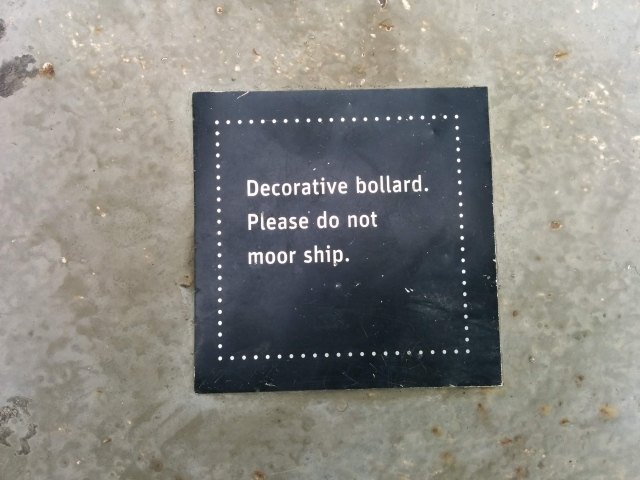 Decorative bollard.
Please do not
moor ship.